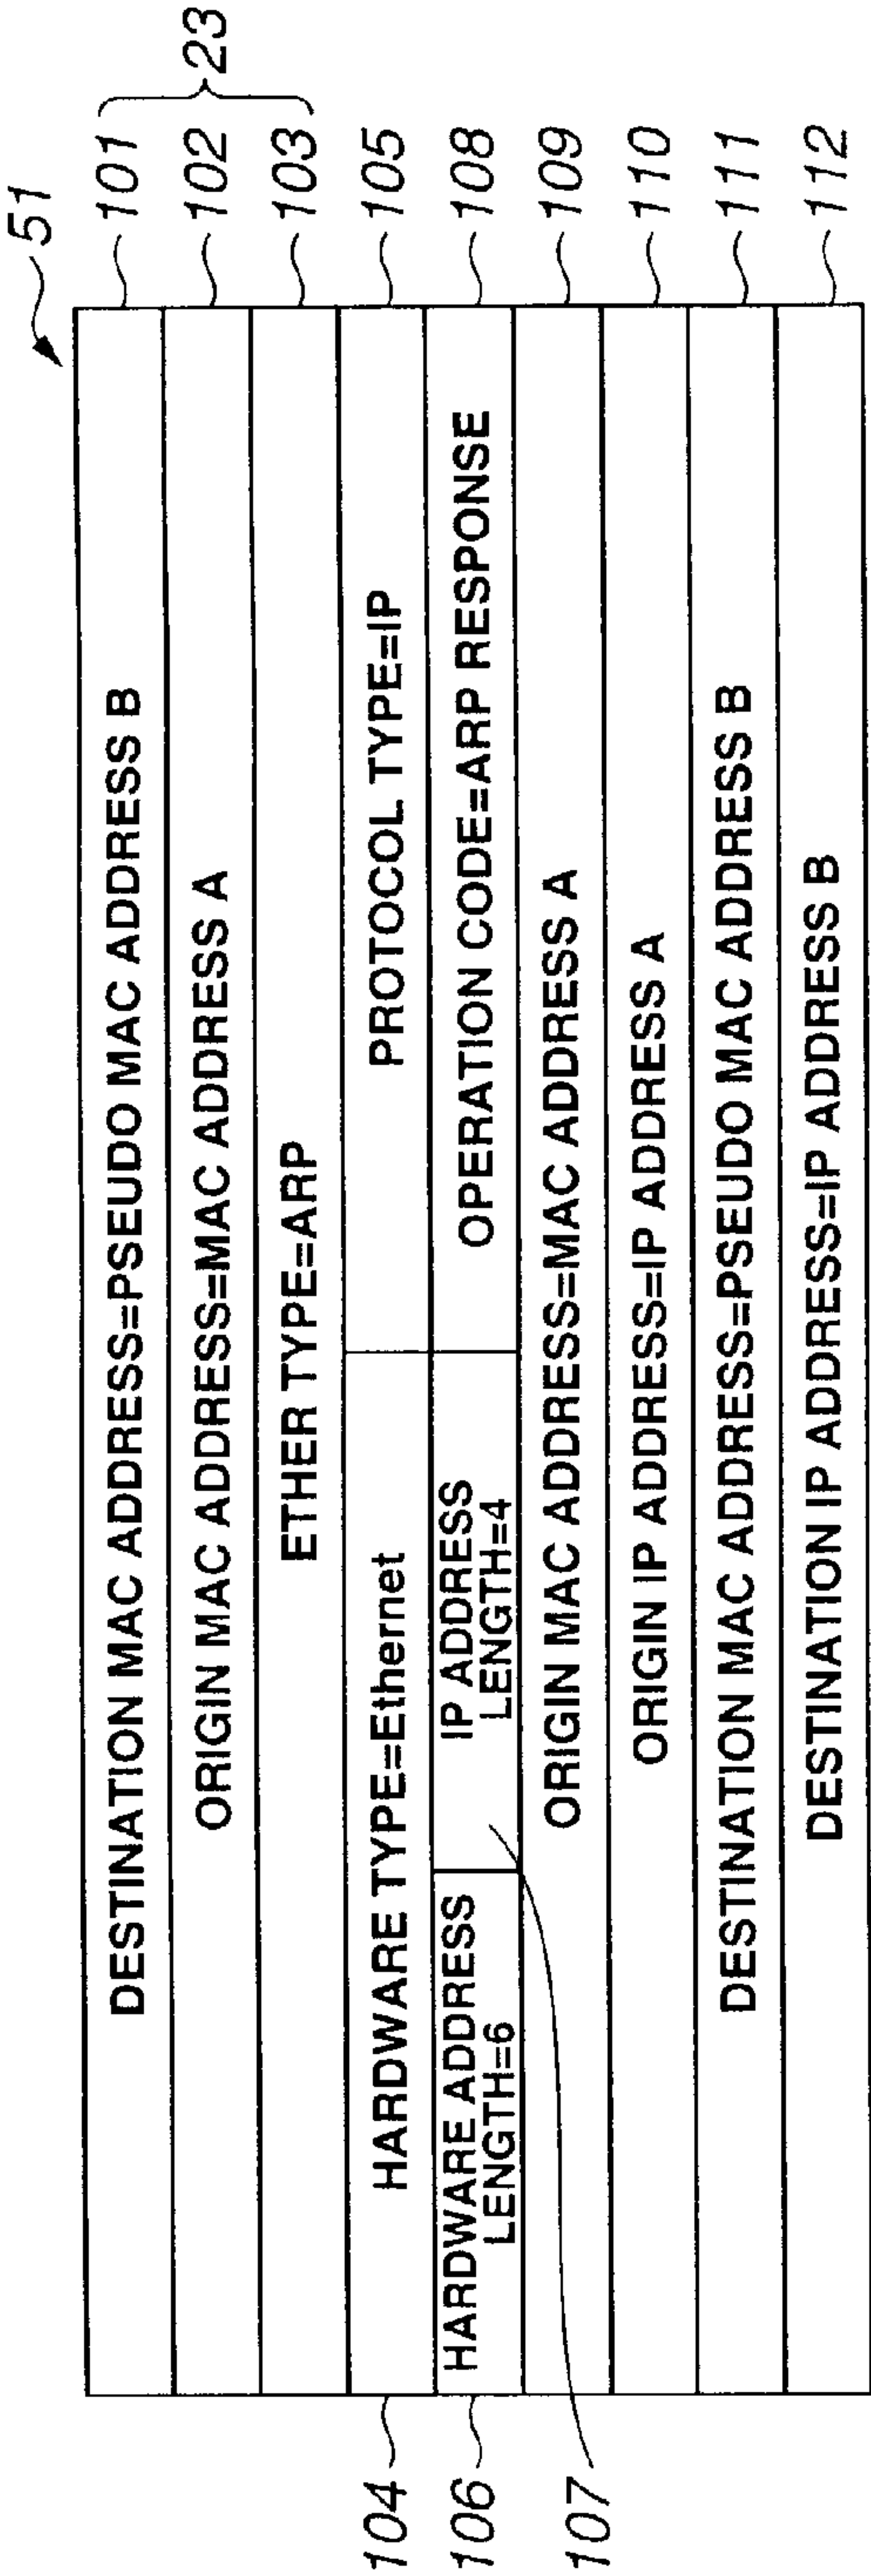 51
DESTINATION MAC ADDRESS=PSEUDO MAC ADDRESS B 101
ORIGIN MAC ADDRESS=MAC ADDRESS A 102 23
ETHER TYPE=ARP 103
104 HARDWARE TYPE=Ethernet PROTOCOL TYPE=IP 105
106 HARDWARE ADDRESS LENGTH=6 IP ADDRESS LENGTH=4 OPERATION CODE=ARP RESPONSE 108
ORIGIN MAC ADDRESS=MAC ADDRESS A 109
107 ORIGIN IP ADDRESS=IP ADDRESS A 110
DESTINATION MAC ADDRESS=PSEUDO MAC ADDRESS B 111
DESTINATION IP ADDRESS=IP ADDRESS B 112